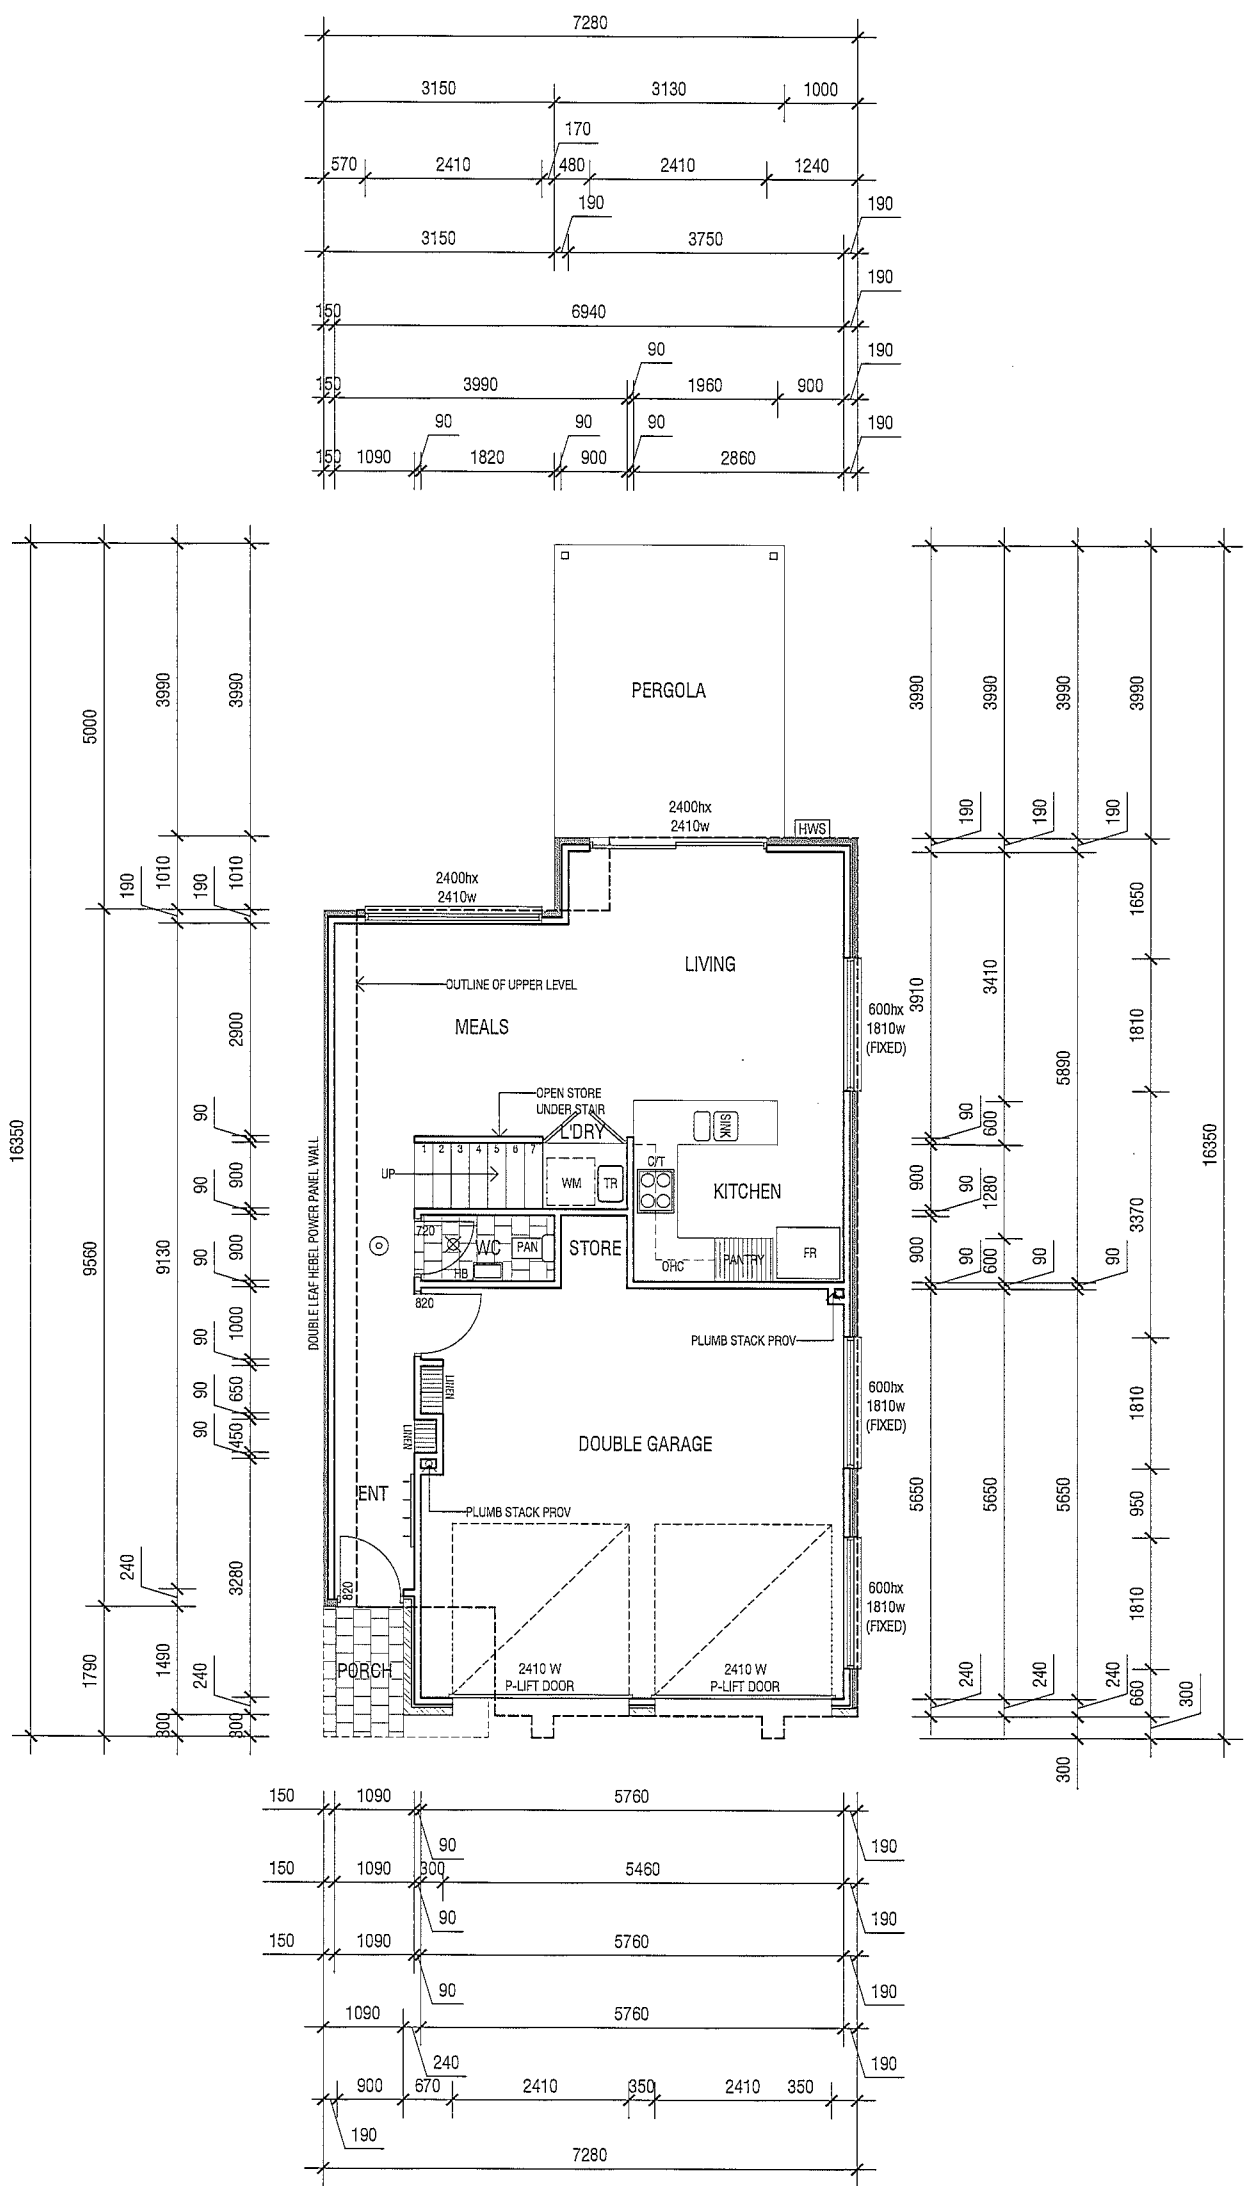 7280
3150 3130 1000
170
570 2410 480 2410 1240
190 190
3150 3750
190
150 6940
90 190
150 3990 1960 900
90 90 90 190
150 1090 1820 900 2860
16350
5000
9560
1790
3990
1010
190
9130
240
1490
300
3990
1010
190
2900
90
900
90
900
90
1000
90
650
90
450
3280
240
300
PERGOLA
2400hx
2410w
HWS
2400hx
2410w
LIVING
OUTLINE OF UPPER LEVEL
MEALS
600hx
1810w
(FIXED)
OPEN STORE
UNDER STAIR
L'DRY
SINK
1 2 3 4 5 6 7
UP
C/T
WM TR
KITCHEN
DOUBLE LEAF HEBEL POWER PANEL WALL
720
WC PAN
STORE
HB
OHC
PANTRY
FR
820
PLUMB STACK PROV
LINEN
600hx
1810w
(FIXED)
LINEN
DOUBLE GARAGE
ENT
PLUMB STACK PROV
820
600hx
1810w
(FIXED)
PORCH
2410 W
P-LIFT DOOR
2410 W
P-LIFT DOOR
3990
190
3910
90
900
90
900
90
5650
240
3990
190
3410
600
1280
600
90
5650
240
3990
190
5890
90
5650
240
300
3990
1650
1810
3370
1810
950
1810
660
300
16350
150 1090 5760
90 190
150 1090 300 5460
90 190
150 1090 5760
90 190
1090 5760
240 190
900 670 2410 350 2410 350
190
7280